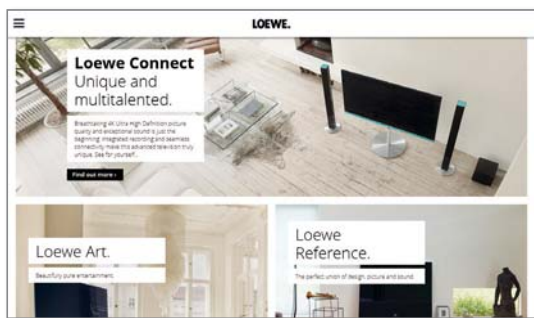 LOEWE.
Loewe Connect
Unique and
multitalented.
Breathtaking 4K Ultra High Definition picture
quality and exceptional sound is just the
beginning. Integrated recording and seamless
connectivity make this advanced television truly
unique. See for yourself...
Find out more ›
Loewe Art.
Beautifuly pure entertainment.
Loewe
Reference.
The perfect union of design, picture and sound.